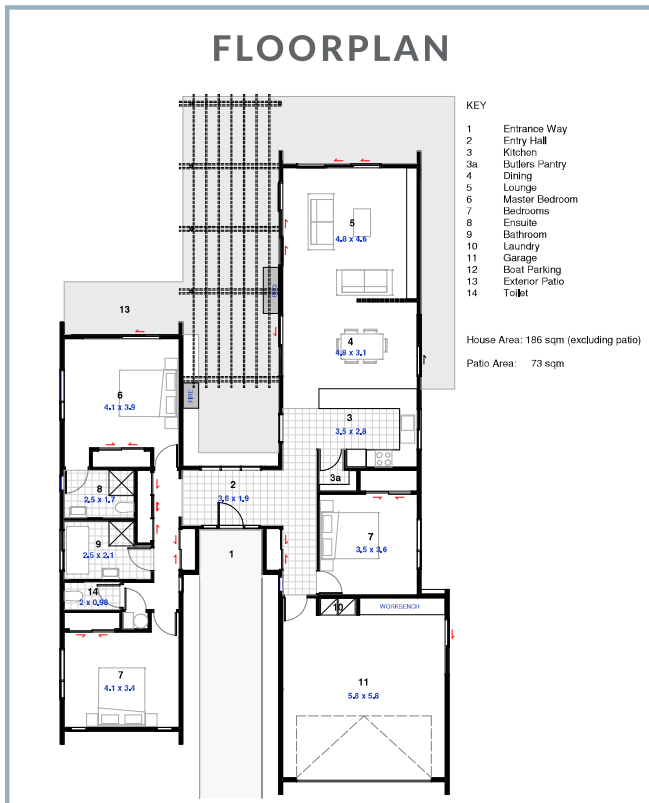 FLOORPLAN
KEY
1 Entrance Way
2 Entry Hall
3 Kitchen
3a Butlers Pantry
4 Dining
5 Lounge
6 Master Bedroom
7 Bedrooms
8 Ensuite
9 Bathroom
10 Laundry
11 Garage
12 Boat Parking
13 Exterior Patio
14 Toilet
House Area: 186 sqm (excluding patio)
Patio Area: 73 sqm
5
4.8 x 4.6
13
4
4.8 x 3.1
6
4.1 x 3.9
FIRE
3
3.5 x 2.8
3a
8
2.5 x 1.7
2
3.6 x 1.9
7
3.5 x 3.6
9
2.5 x 2.1
1
14
2 x 0.98
10
WORKBENCH
7
4.1 x 3.4
11
5.8 x 5.8